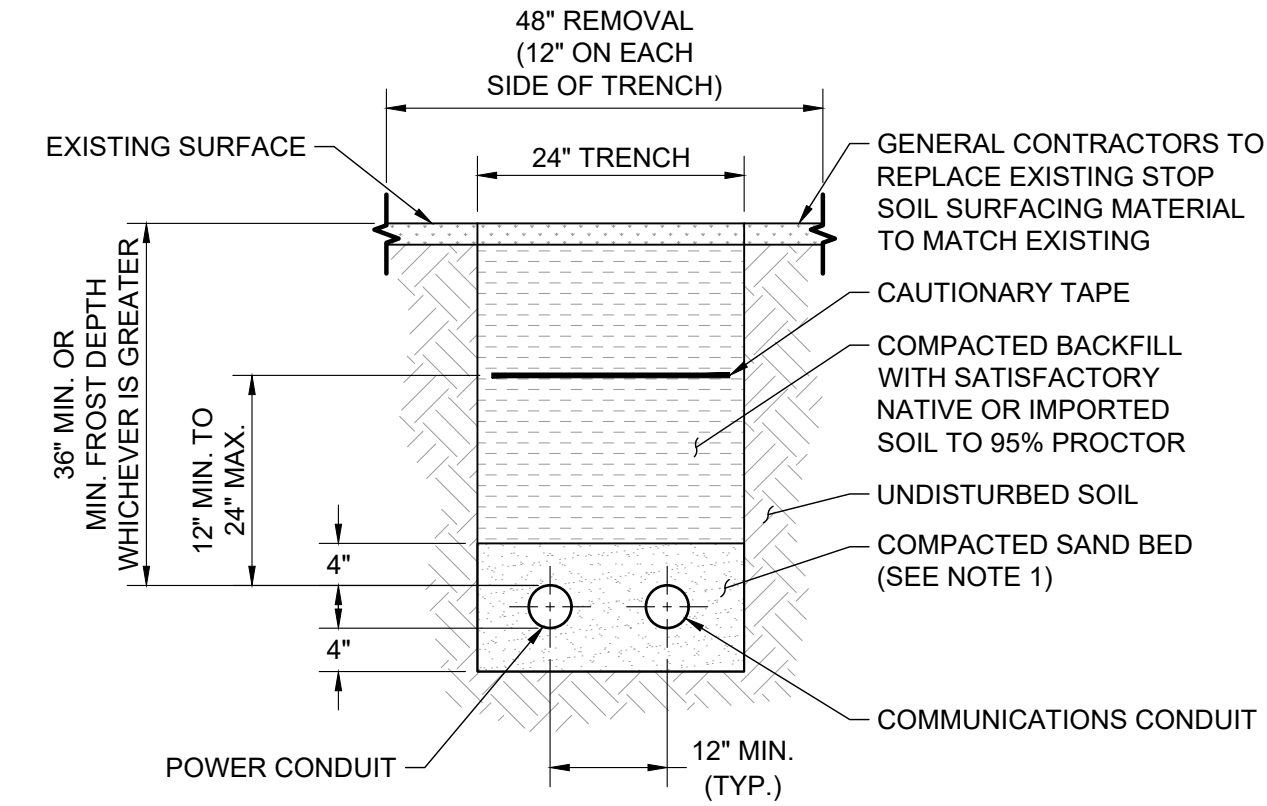 48" REMOVAL
(12" ON EACH
SIDE OF TRENCH)
EXISTING SURFACE
24" TRENCH
GENERAL CONTRACTORS TO
REPLACE EXISTING STOP
SOIL SURFACING MATERIAL
TO MATCH EXISTING
CAUTIONARY TAPE
COMPACTED BACKFILL
WITH SATISFACTORY
NATIVE OR IMPORTED
SOIL TO 95% PROCTOR
UNDISTURBED SOIL
COMPACTED SAND BED
(SEE NOTE 1)
COMMUNICATIONS CONDUIT
36" MIN. OR
MIN. FROST DEPTH
WHICHEVER IS GREATER
12" MIN. TO
24" MAX.
4"
4"
POWER CONDUIT
12" MIN.
(TYP.)